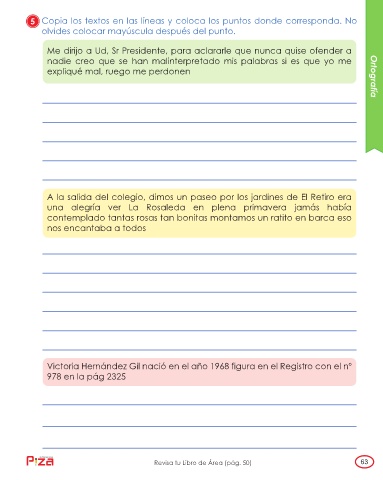 5 Copia los textos en las líneas y coloca los puntos donde corresponda. No
olvides colocar mayúscula después del punto.
Me dirijo a Ud, Sr Presidente, para aclararle que nunca quise ofender a
nadie creo que se han malinterpretado mis palabras si es que yo me
expliqué mal, ruego me perdonen
Ortografía
A la salida del colegio, dimos un paseo por los jardines de El Retiro era
una alegría ver La Rosaleda en plena primavera jamás había
contemplado tantas rosas tan bonitas montamos un ratito en barca eso
nos encantaba a todos
Victoria Hernández Gil nació en el año 1968 figura en el Registro con el n°
978 en la pág 2325
Piza
Revisa tu Libro de Área (pág. 50)
63